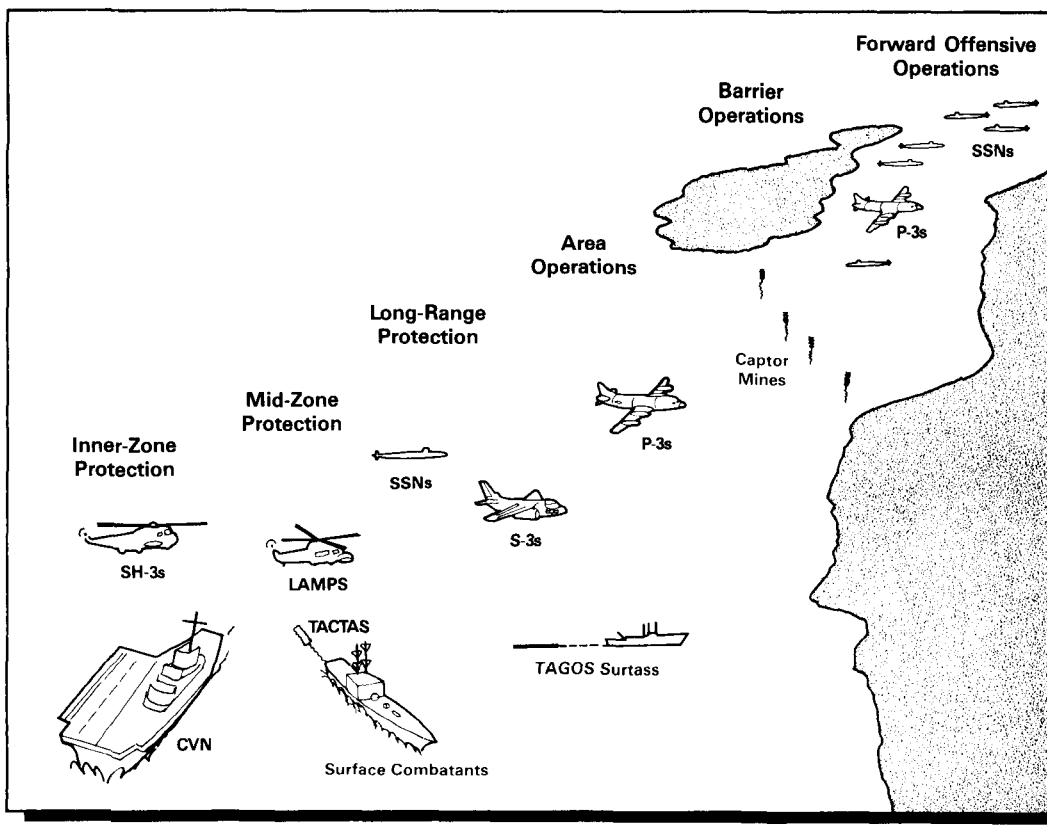 Forward Offensive
Operations
Barrier
Operations
SSNs
P-3s
Area
Operations
Long-Range
Protection
Captor
Mines
Mid-Zone
Protection
P-3s
Inner-Zone
Protection
SSNs
S-3s
SH-3s
LAMPS
TACTAS
TAGOS Surtass
CVN
Surface Combatants